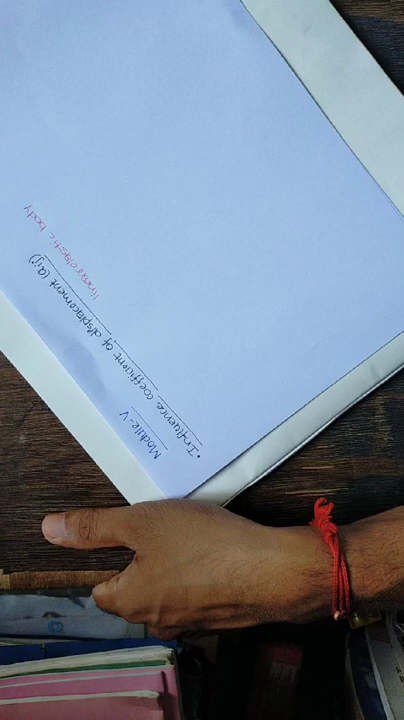 Module-V
• Influence coefficient of displacement (aij)
linear elastic body